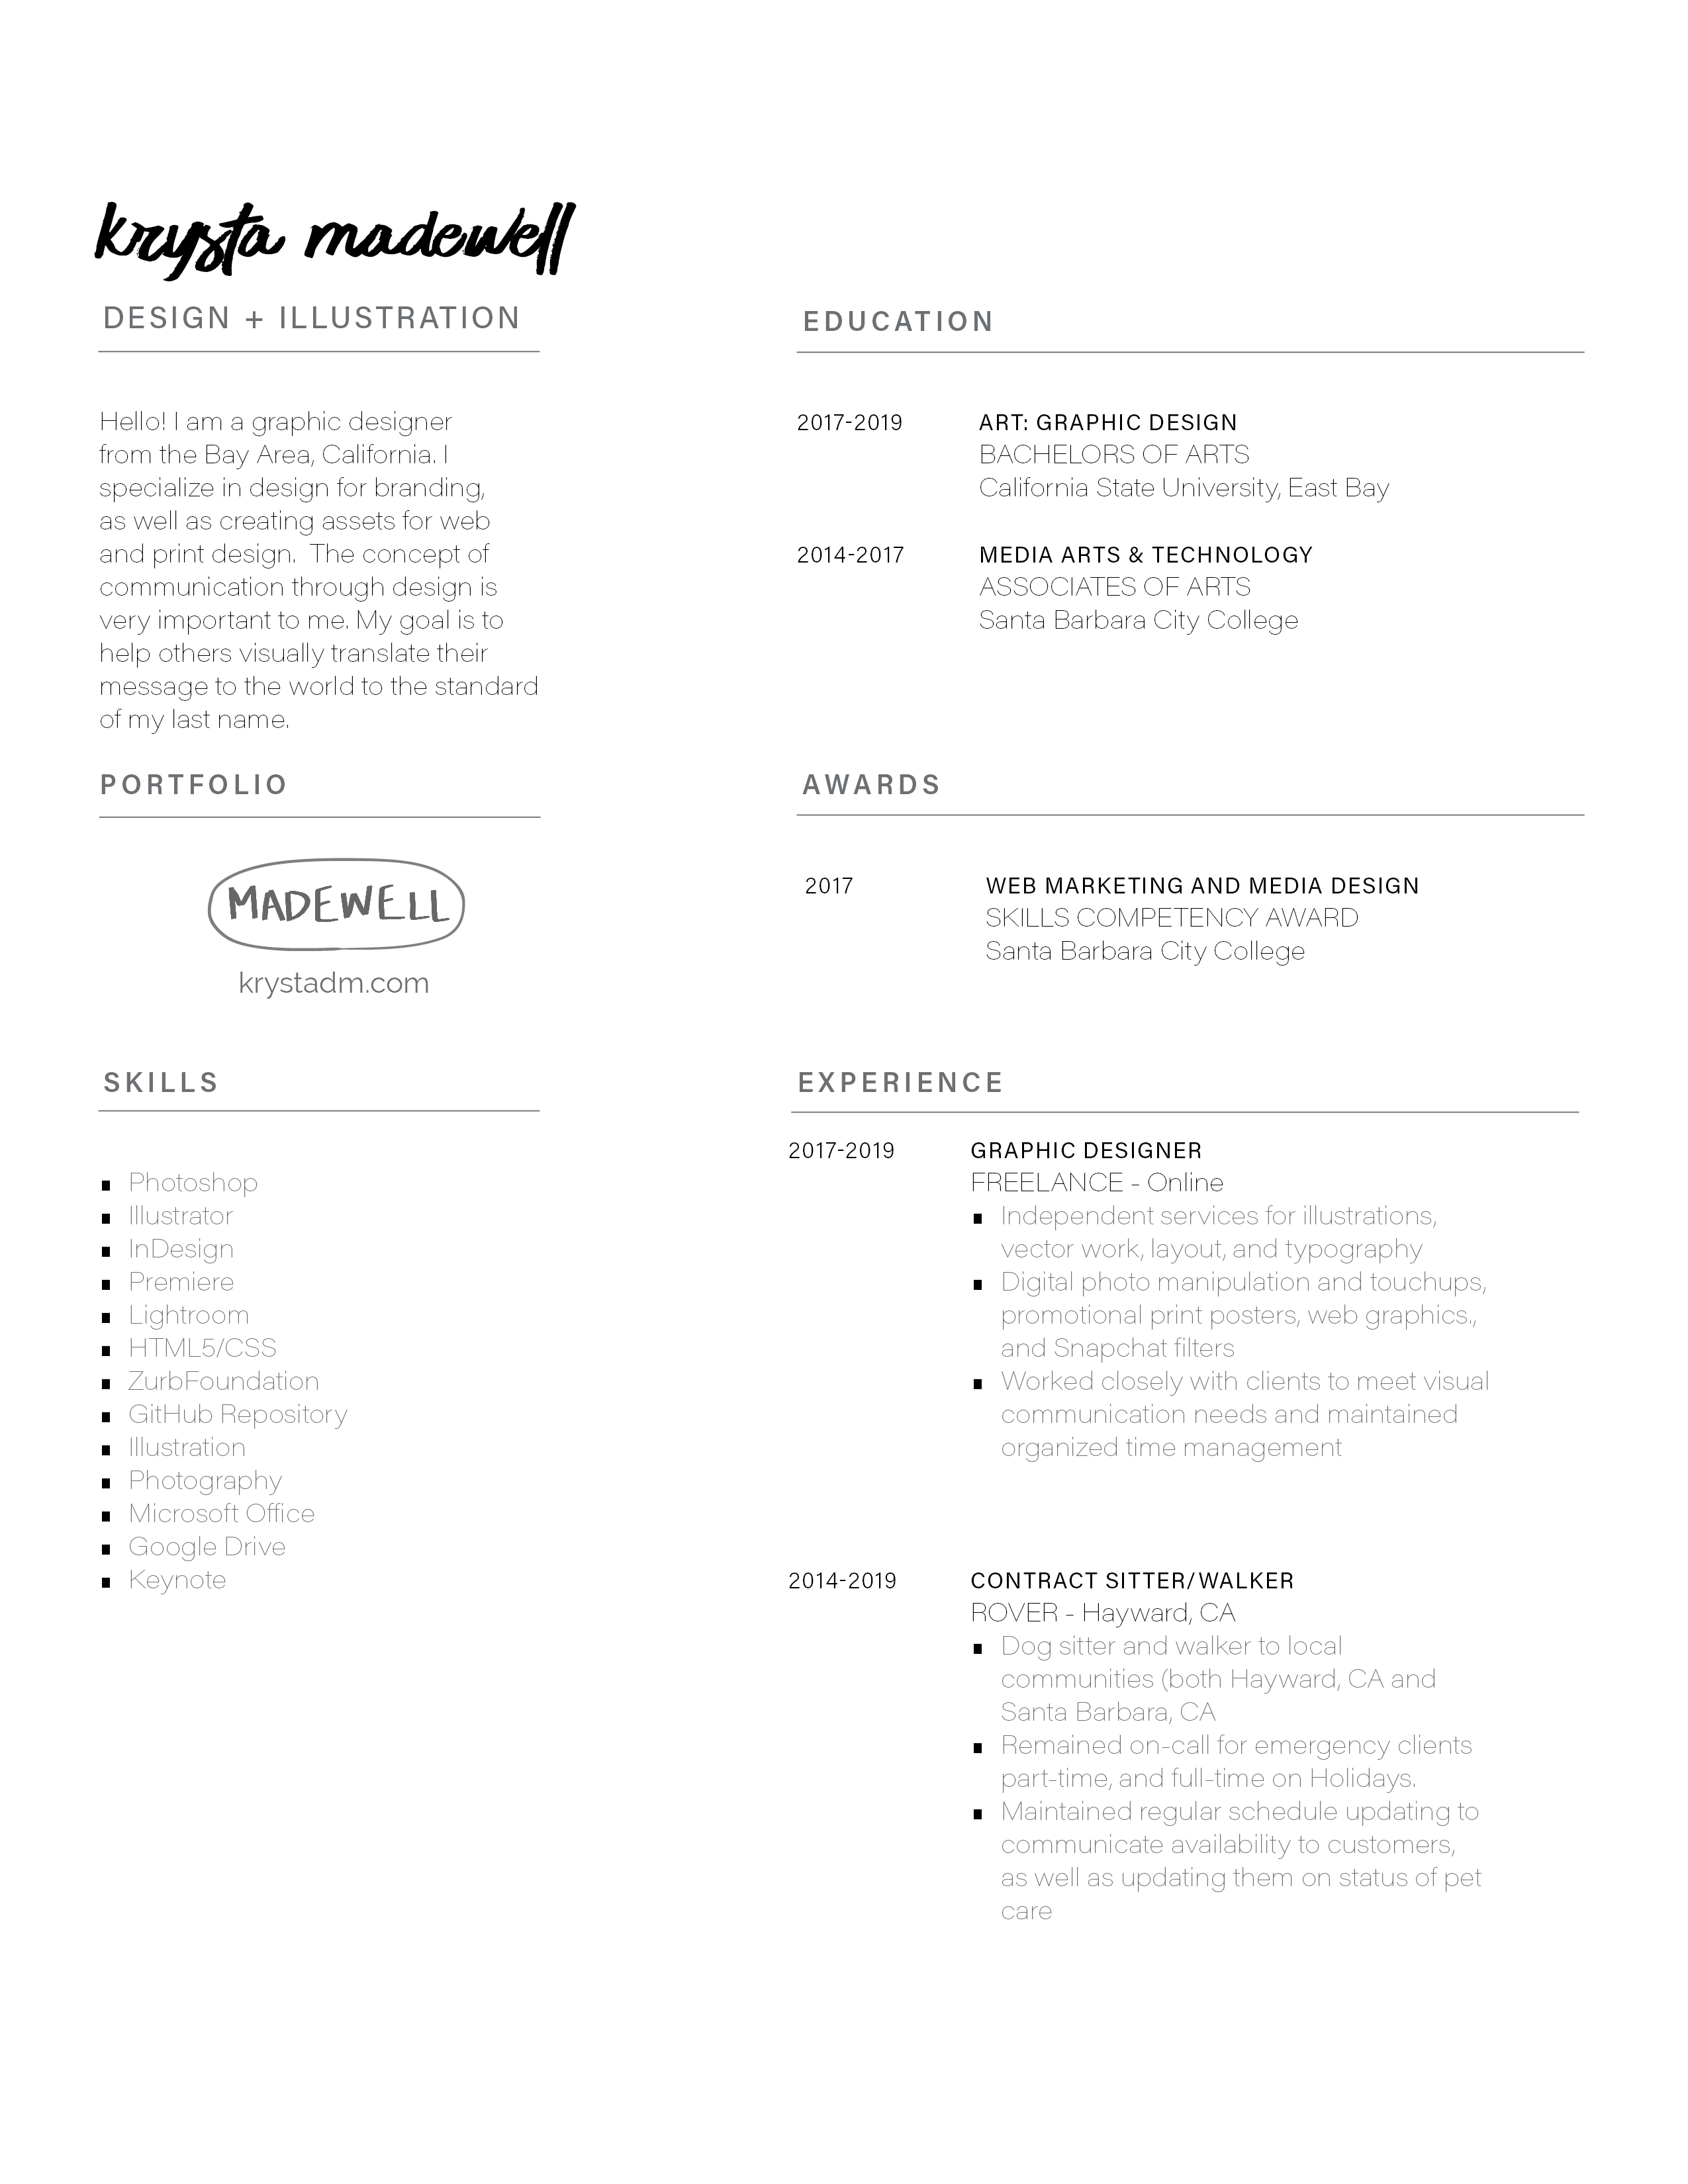 krysta madewell
DESIGN + ILLUSTRATION
Hello! I am a graphic designer
from the Bay Area, California. I
specialize in design for branding,
as well as creating assets for web
and print design.  The concept of
communication through design is
very important to me. My goal is to
help others visually translate their
message to the world to the standard
of my last name.
PORTFOLIO
MADEWELL
krystadm.com
SKILLS
Photoshop
Illustrator
InDesign
Premiere
Lightroom
HTML5/CSS
ZurbFoundation
GitHub Repository
Illustration
Photography
Microsoft Office
Google Drive
Keynote
EDUCATION
2017-2019 ART: GRAPHIC DESIGN
BACHELORS OF ARTS
California State University, East Bay
2014-2017 MEDIA ARTS & TECHNOLOGY
ASSOCIATES OF ARTS
Santa Barbara City College
AWARDS
2017 WEB MARKETING AND MEDIA DESIGN
SKILLS COMPETENCY AWARD
Santa Barbara City College
EXPERIENCE
2017-2019 GRAPHIC DESIGNER
FREELANCE - Online
Independent services for illustrations,
vector work, layout, and typography
Digital photo manipulation and touchups,
promotional print posters, web graphics.,
and Snapchat filters
Worked closely with clients to meet visual
communication needs and maintained
organized time management
2014-2019 CONTRACT SITTER/WALKER
ROVER - Hayward, CA
Dog sitter and walker to local
communities (both Hayward, CA and
Santa Barbara, CA
Remained on-call for emergency clients
part-time, and full-time on Holidays.
Maintained regular schedule updating to
communicate availability to customers,
as well as updating them on status of pet
care